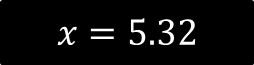 x = 5.32